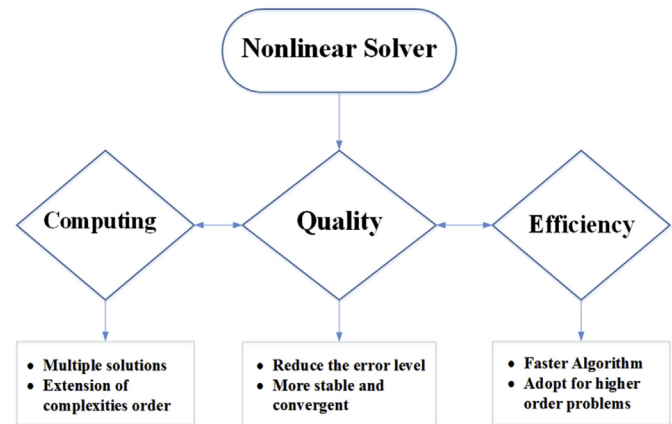 Nonlinear Solver
Computing
Quality
Efficiency
• Multiple solutions
• Extension of
complexities order
• Reduce the error level
• More stable and
convergent
• Faster Algorithm
• Adopt for higher
order problems